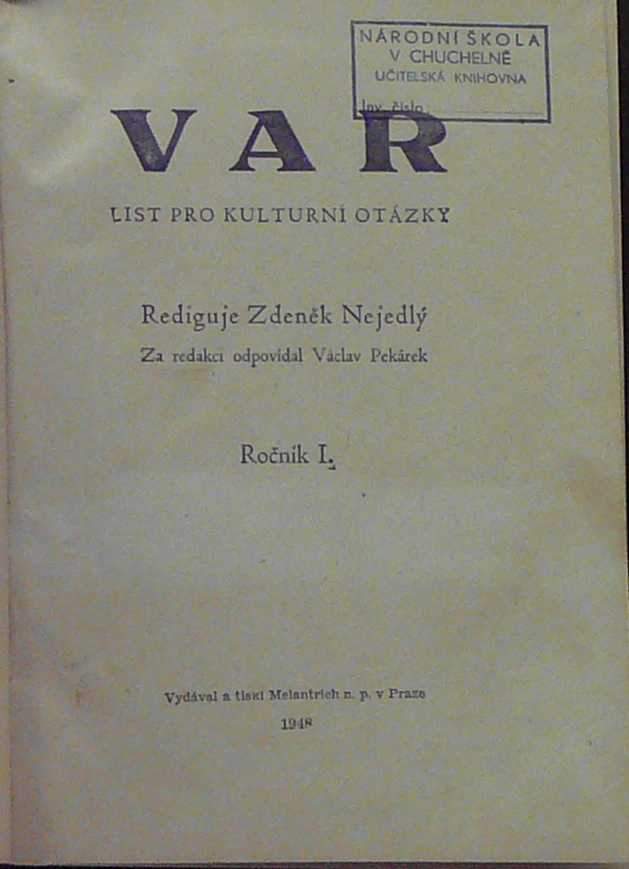 NÁRODNÍ ŠKOLA
V CHUCHELNĚ
UČITELSKÁ KNIHOVNA
Inv. číslo
VAR
LIST PRO KULTURNÍ OTÁZKY
Rediguje Zdeněk Nejedlý
Za redakci odpovídal Václav Pekárek
Ročník I.
Vydával a tiskl Melantrich n. p. v Praze
1948